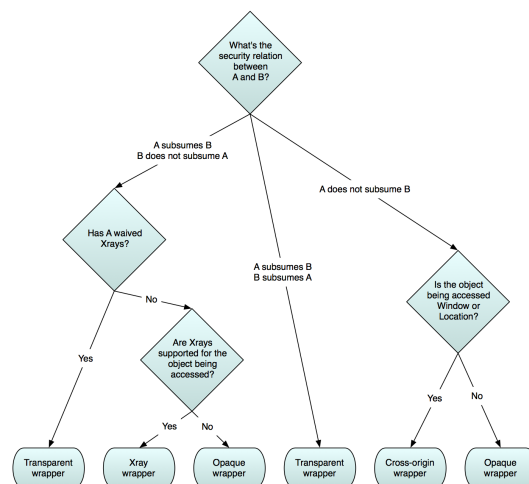 What's the
security relation
between
A and B?
A subsumes B
B does not subsume A
A does not subsume B
Has A waived
Xrays?
A subsumes B
B subsumes A
Is the object
being accessed
Window or
Location?
No
Are Xrays
supported for the
object being
accessed?
Yes
Yes
No
Yes
No
Transparent
wrapper
Xray
wrapper
Opaque
wrapper
Transparent
wrapper
Cross-origin
wrapper
Opaque
wrapper